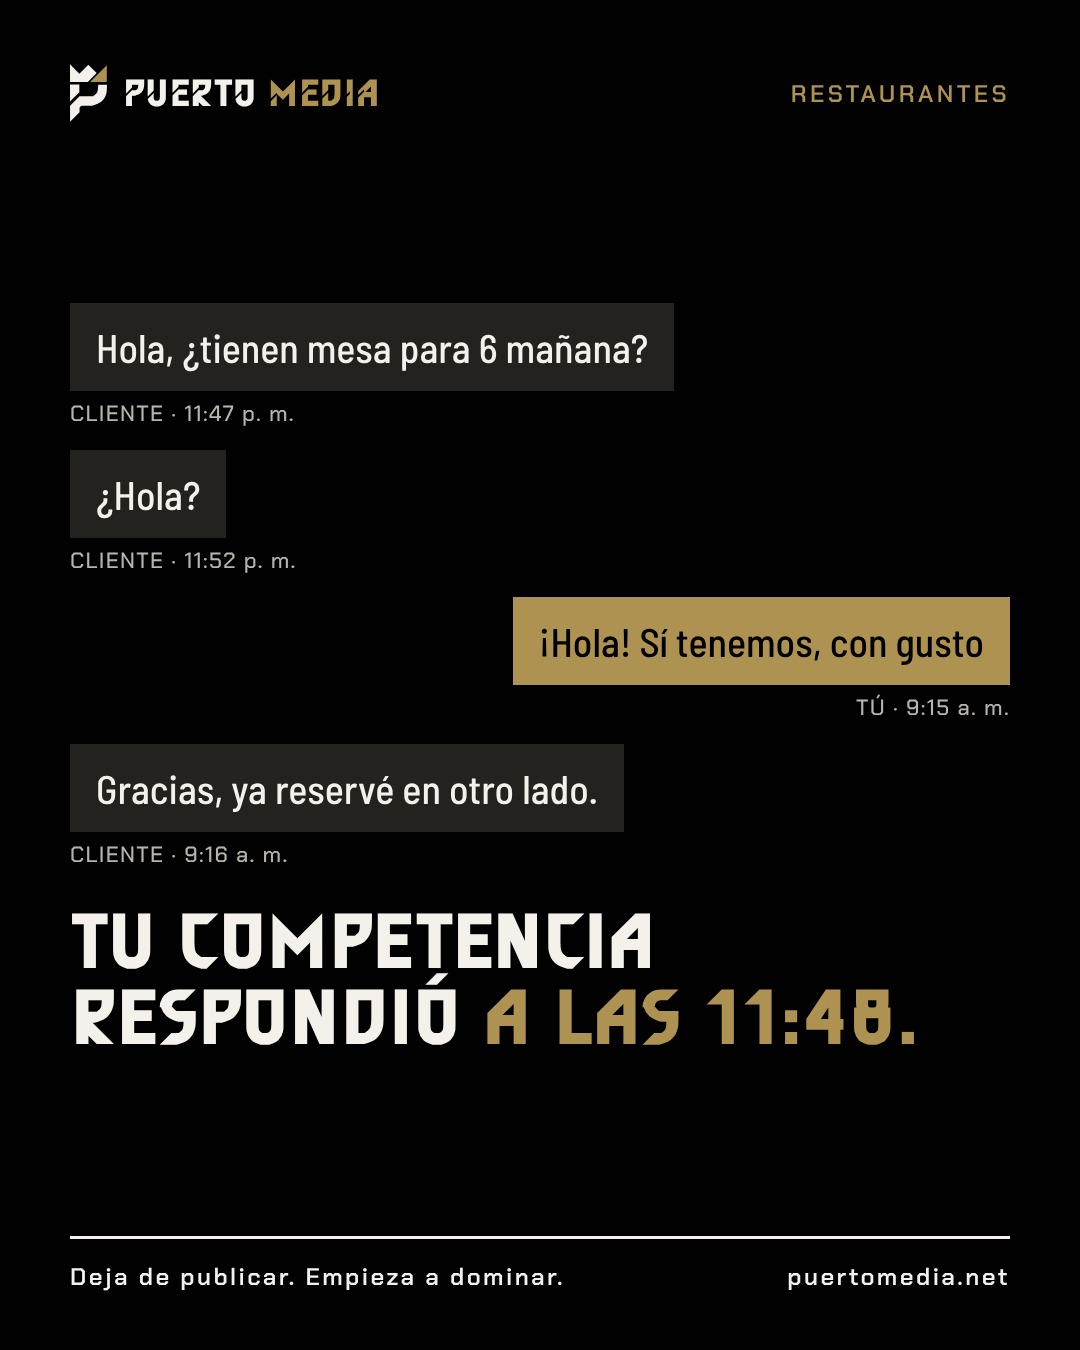 PUERTO MEDIA
RESTAURANTES
Hola, ¿tienen mesa para 6 mañana?
CLIENTE · 11:47 p. m.
¿Hola?
CLIENTE · 11:52 p. m.
¡Hola! Sí tenemos, con gusto
TÚ · 9:15 a. m.
Gracias, ya reservé en otro lado.
CLIENTE · 9:16 a. m.
TU COMPETENCIA
RESPONDIÓ A LAS 11:48.
Deja de publicar. Empieza a dominar.
puertomedia.net